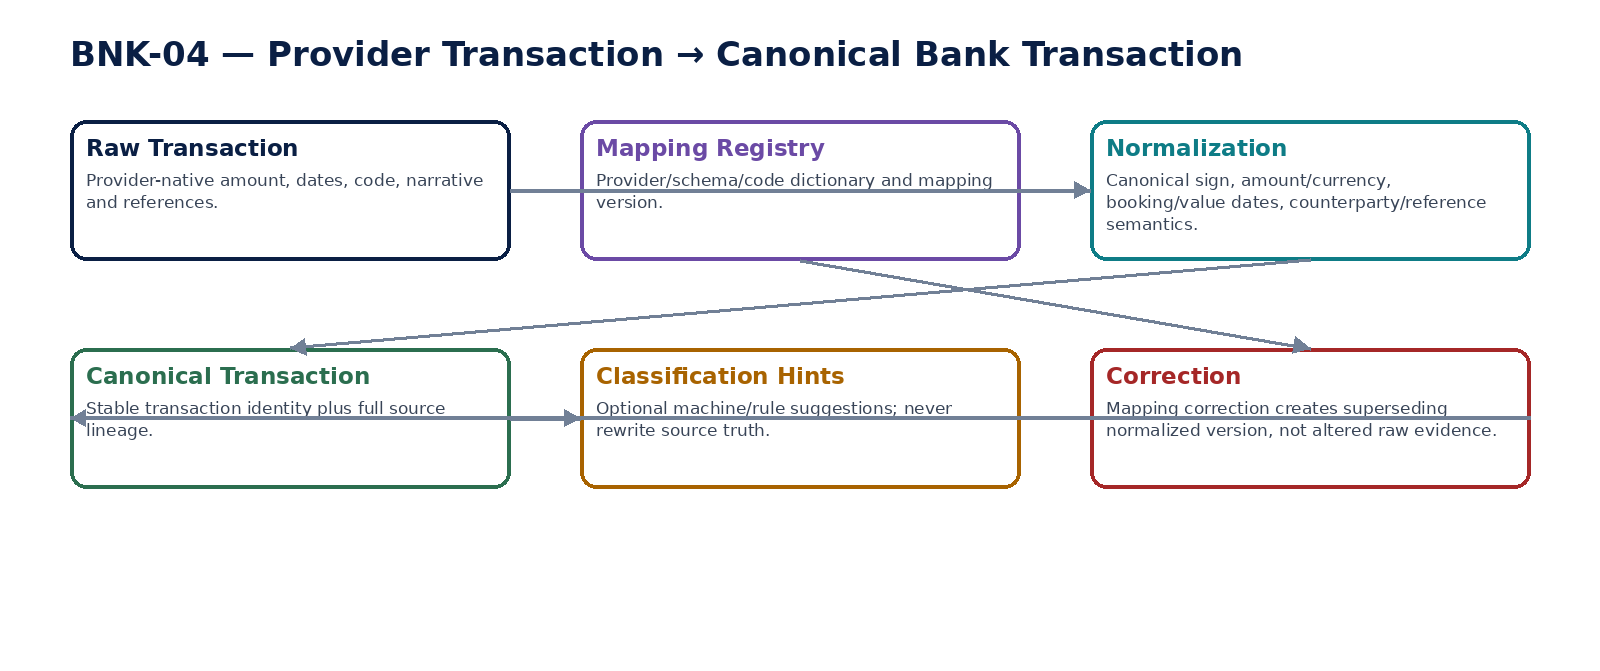 BNK-04 — Provider Transaction → Canonical Bank Transaction
Raw Transaction
Provider-native amount, dates, code, narrative
and references.
Mapping Registry
Provider/schema/code dictionary and mapping
version.
Normalization
Canonical sign, amount/currency,
booking/value dates, counterparty/reference
semantics.
Canonical Transaction
Stable transaction identity plus full source
lineage.
Classification Hints
Optional machine/rule suggestions; never
rewrite source truth.
Correction
Mapping correction creates superseding
normalized version, not altered raw evidence.